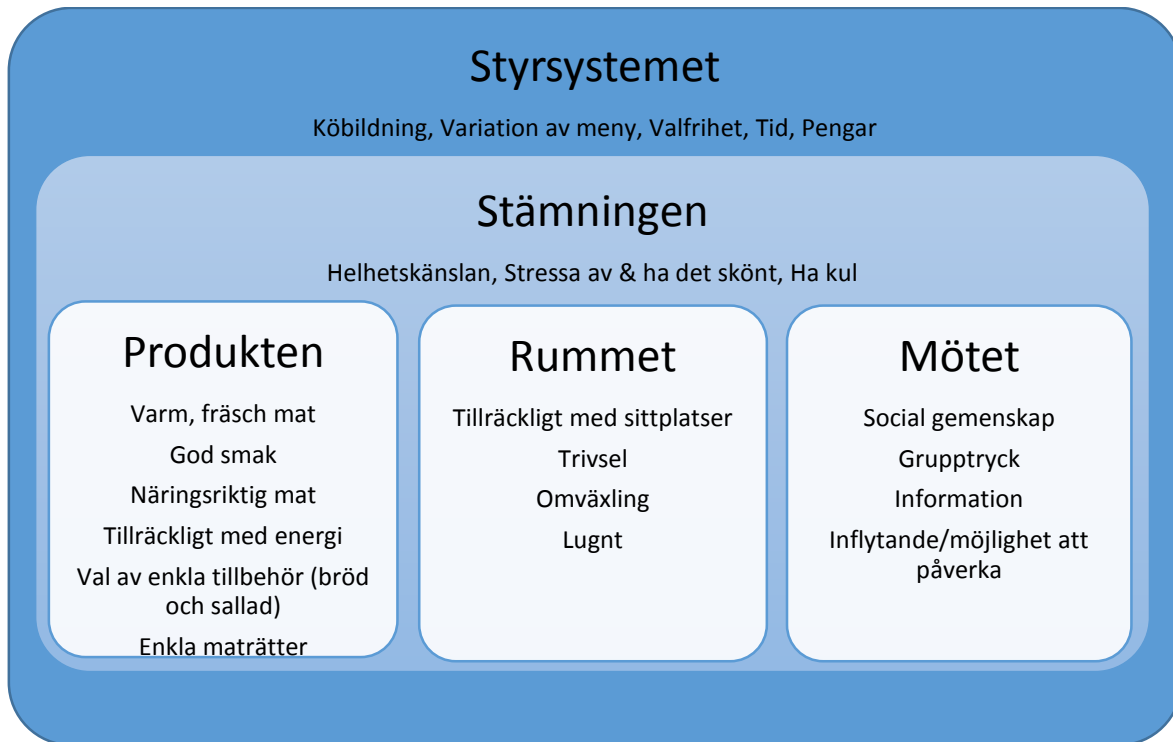 Styrsystemet
Köbildning, Variation av meny, Valfrihet, Tid, Pengar
Stämningen
Helhetskänslan, Stressa av & ha det skönt, Ha kul
Produkten
Varm, fräsch mat
God smak
Näringsriktig mat
Tillräckligt med energi
Val av enkla tillbehör (bröd
och sallad)
Enkla maträtter
Rummet
Tillräckligt med sittplatser
Trivsel
Omväxling
Lugnt
Mötet
Social gemenskap
Grupptryck
Information
Inflytande/möjlighet att
påverka